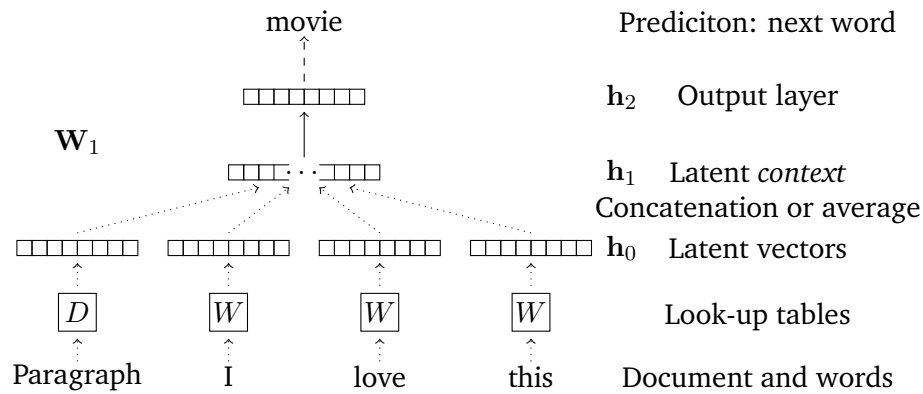 movie Prediciton: next word
h₂ Output layer
W₁
… h₁ Latent context
Concatenation or average
h₀ Latent vectors
D W W W Look-up tables
Paragraph I love this Document and words